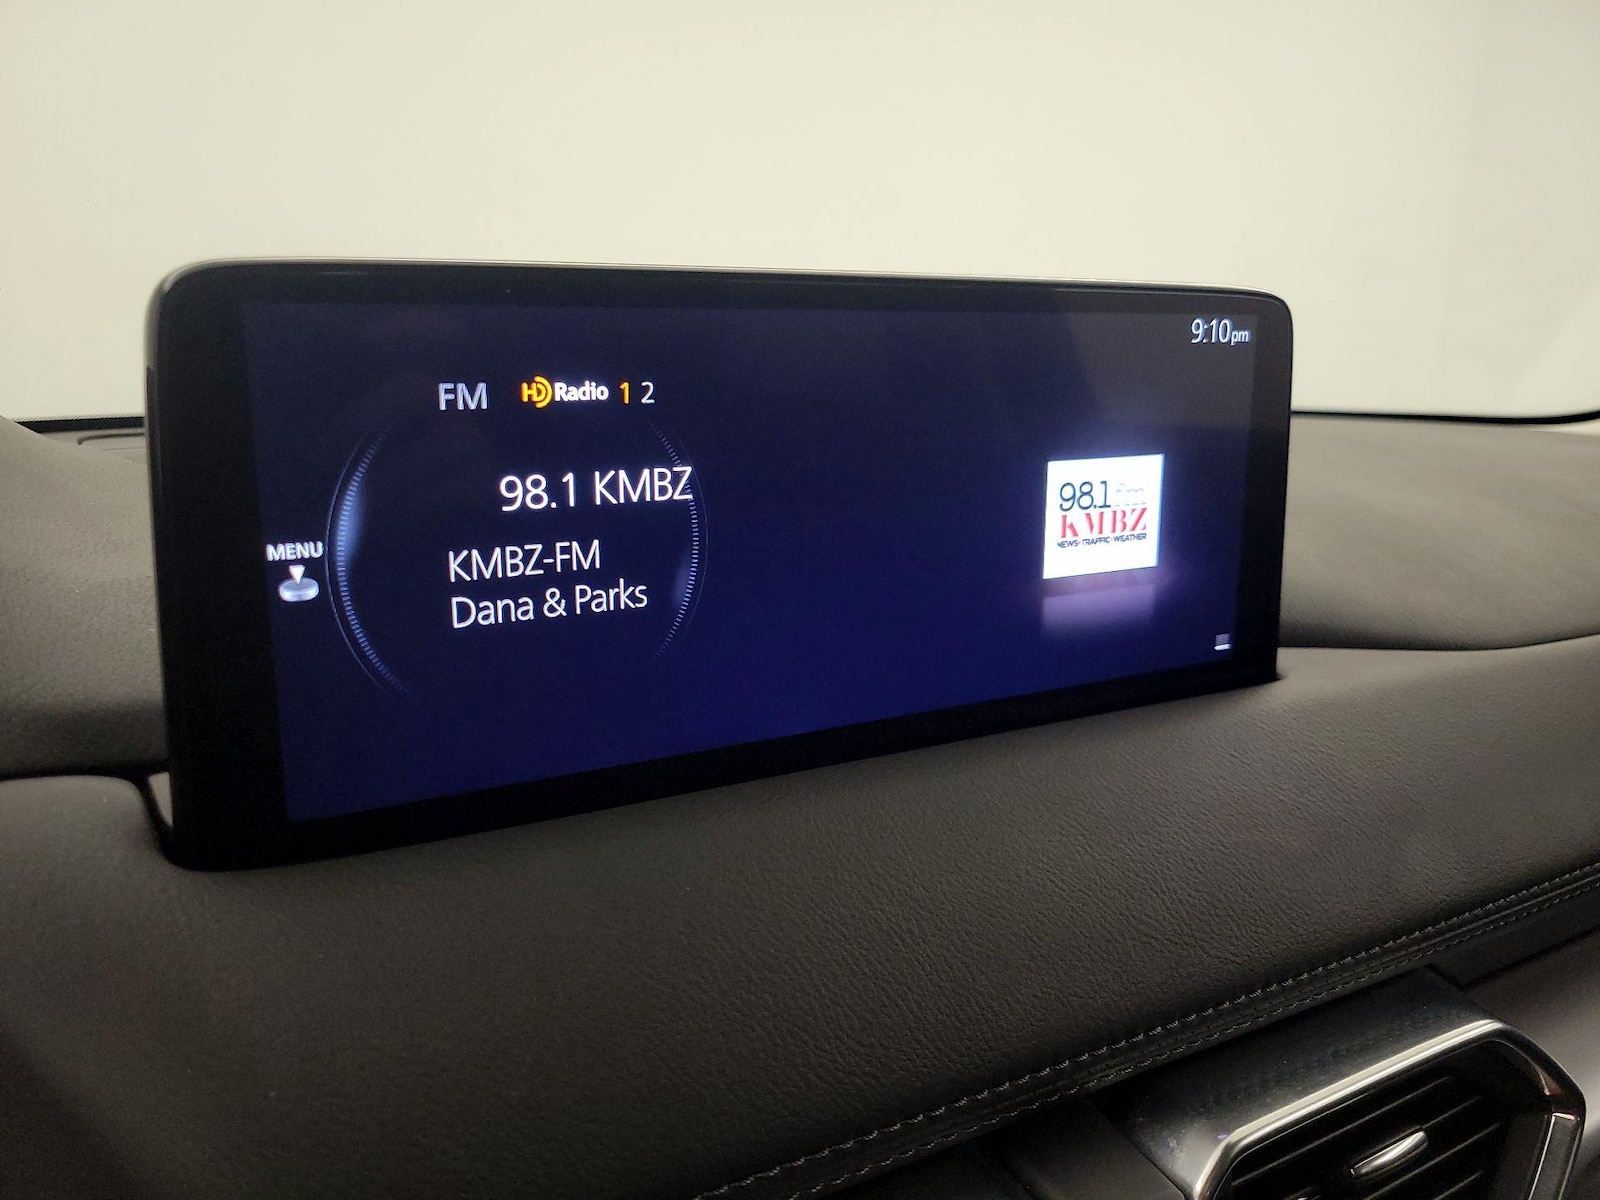 9:10pm
FM HD Radio 1 2
98.1 KMBZ
KMBZ-FM
Dana & Parks
MENU
98.1 fm
KMBZ
NEWS•TRAFFIC•WEATHER